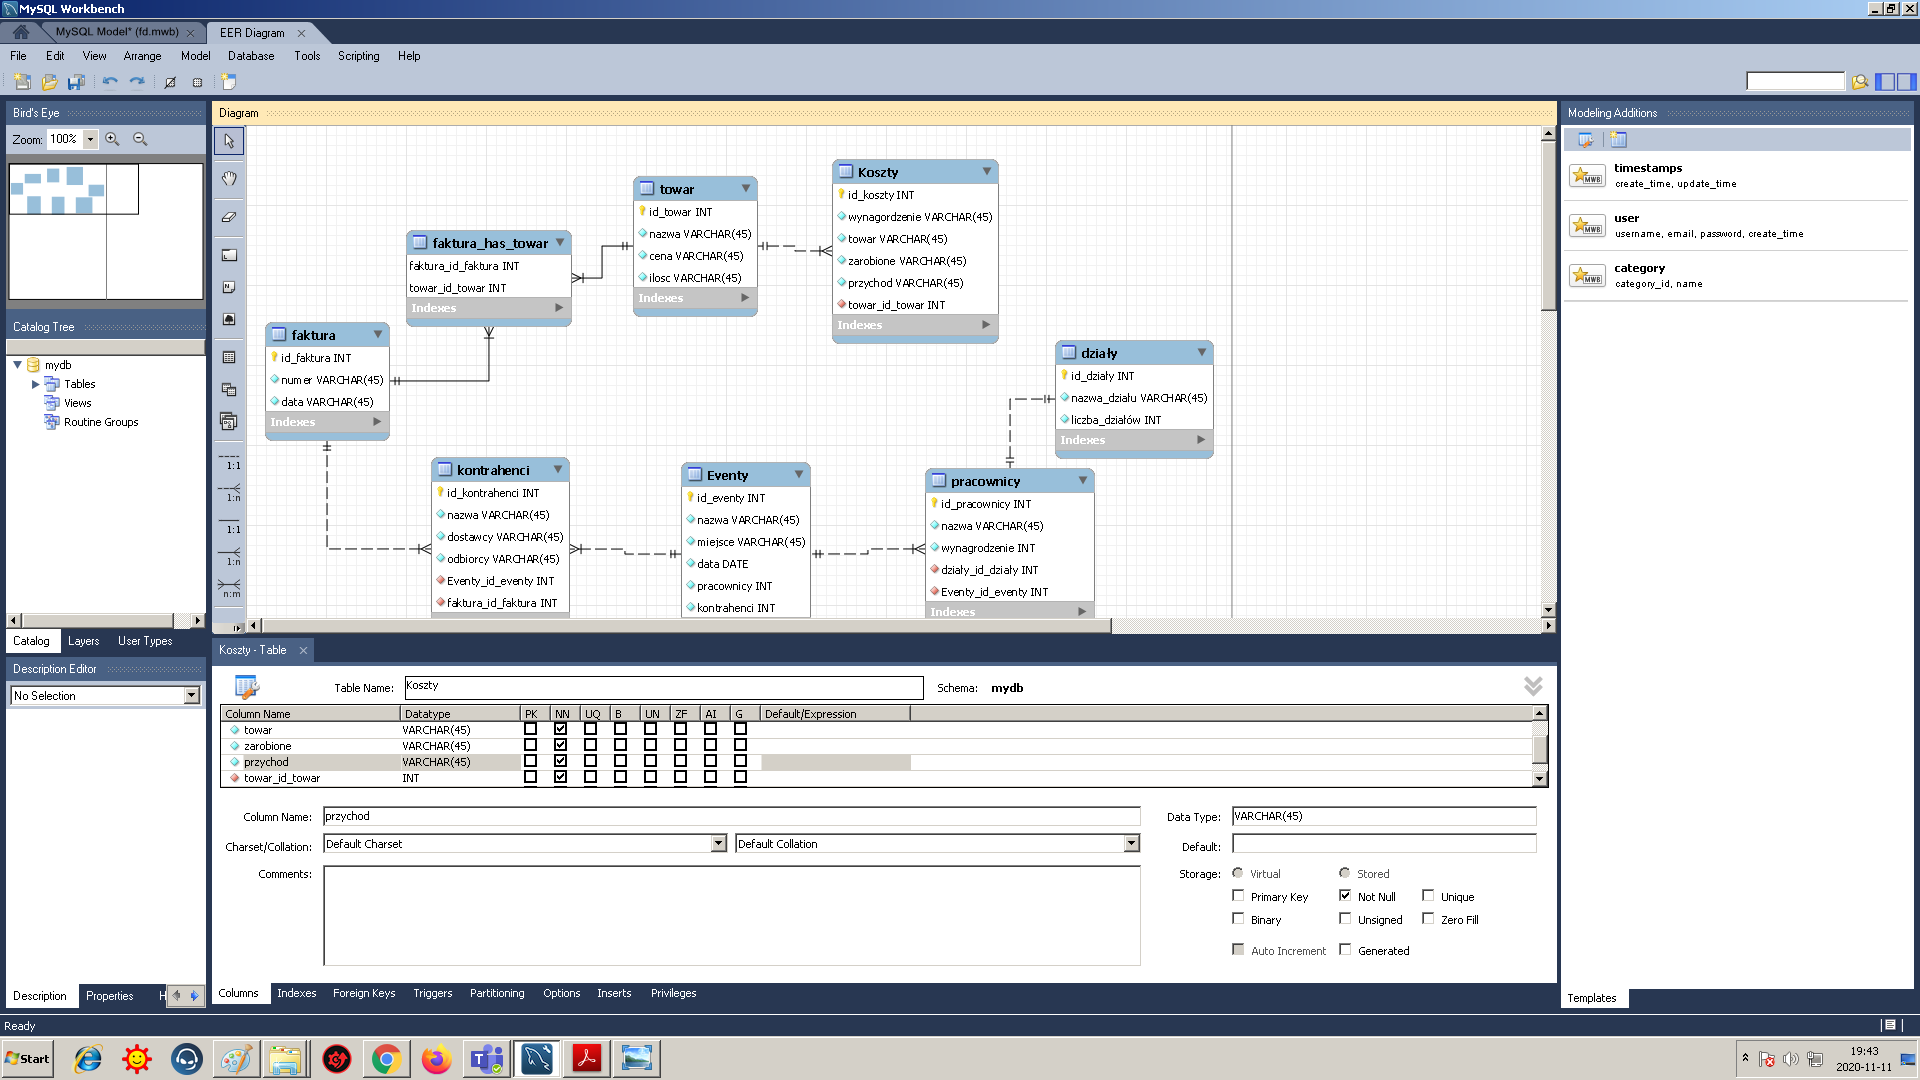 MySQL Workbench
MySQL Model* (fd.mwb)
EER Diagram
File Edit View Arrange Model Database Tools Scripting Help
Bird's Eye
Zoom: 100%
Catalog Tree
mydb
Tables
Views
Routine Groups
Catalog Layers User Types
Description Editor
No Selection
Description Properties H
Diagram
1:1
1:n
1:1
1:n
n:m
faktura_has_towar
faktura_id_faktura INT
towar_id_towar INT
Indexes
towar
id_towar INT
nazwa VARCHAR(45)
cena VARCHAR(45)
ilosc VARCHAR(45)
Indexes
Koszty
id_koszty INT
wynagordzenie VARCHAR(45)
towar VARCHAR(45)
zarobione VARCHAR(45)
przychod VARCHAR(45)
towar_id_towar INT
Indexes
faktura
id_faktura INT
numer VARCHAR(45)
data VARCHAR(45)
Indexes
działy
id_działy INT
nazwa_działu VARCHAR(45)
liczba_działów INT
Indexes
kontrahenci
id_kontrahenci INT
nazwa VARCHAR(45)
dostawcy VARCHAR(45)
odbiorcy VARCHAR(45)
Eventy_id_eventy INT
faktura_id_faktura INT
Eventy
id_eventy INT
nazwa VARCHAR(45)
miejsce VARCHAR(45)
data DATE
pracownicy INT
kontrahenci INT
pracownicy
id_pracownicy INT
nazwa VARCHAR(45)
wynagrodzenie INT
działy_id_działy INT
Eventy_id_eventy INT
Indexes
Modeling Additions
timestamps
create_time, update_time
user
username, email, password, create_time
category
category_id, name
Templates
Koszty - Table
Table Name: Koszty Schema: mydb
Column Name Datatype PK NN UQ B UN ZF AI G Default/Expression
towar VARCHAR(45)
zarobione VARCHAR(45)
przychod VARCHAR(45)
towar_id_towar INT
Column Name: przychod Data Type: VARCHAR(45)
Charset/Collation: Default Charset Default Collation Default:
Comments: Storage: Virtual Stored
Primary Key Not Null Unique
Binary Unsigned Zero Fill
Auto Increment Generated
Columns Indexes Foreign Keys Triggers Partitioning Options Inserts Privileges
Ready
Start
19:43
2020-11-11